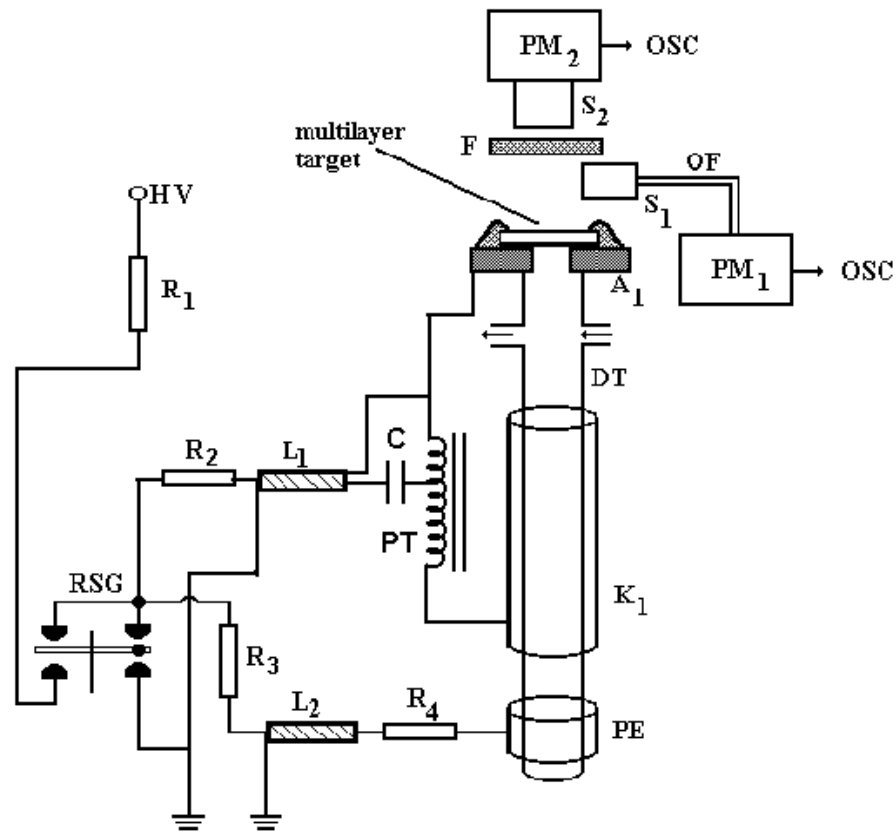 PM2
OSC
S2
multilayer
target
F
OF
S1
HV
PM1
OSC
R1
A1
DT
R2
L1
C
PT
RSG
K1
R3
L2
R4
PE